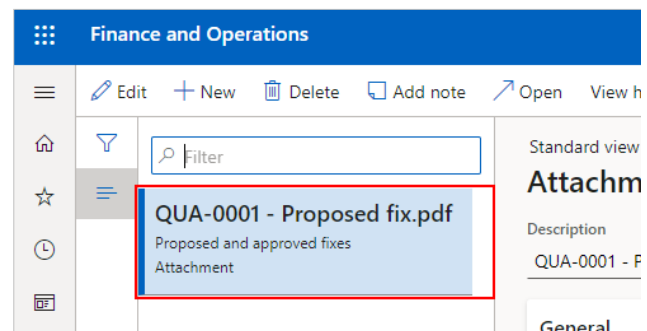 Finance and Operations
Edit New Delete Add note Open View h
Filter
QUA-0001 - Proposed fix.pdf
Proposed and approved fixes
Attachment
Standard view
Attachm
Description
QUA-0001 - P
General